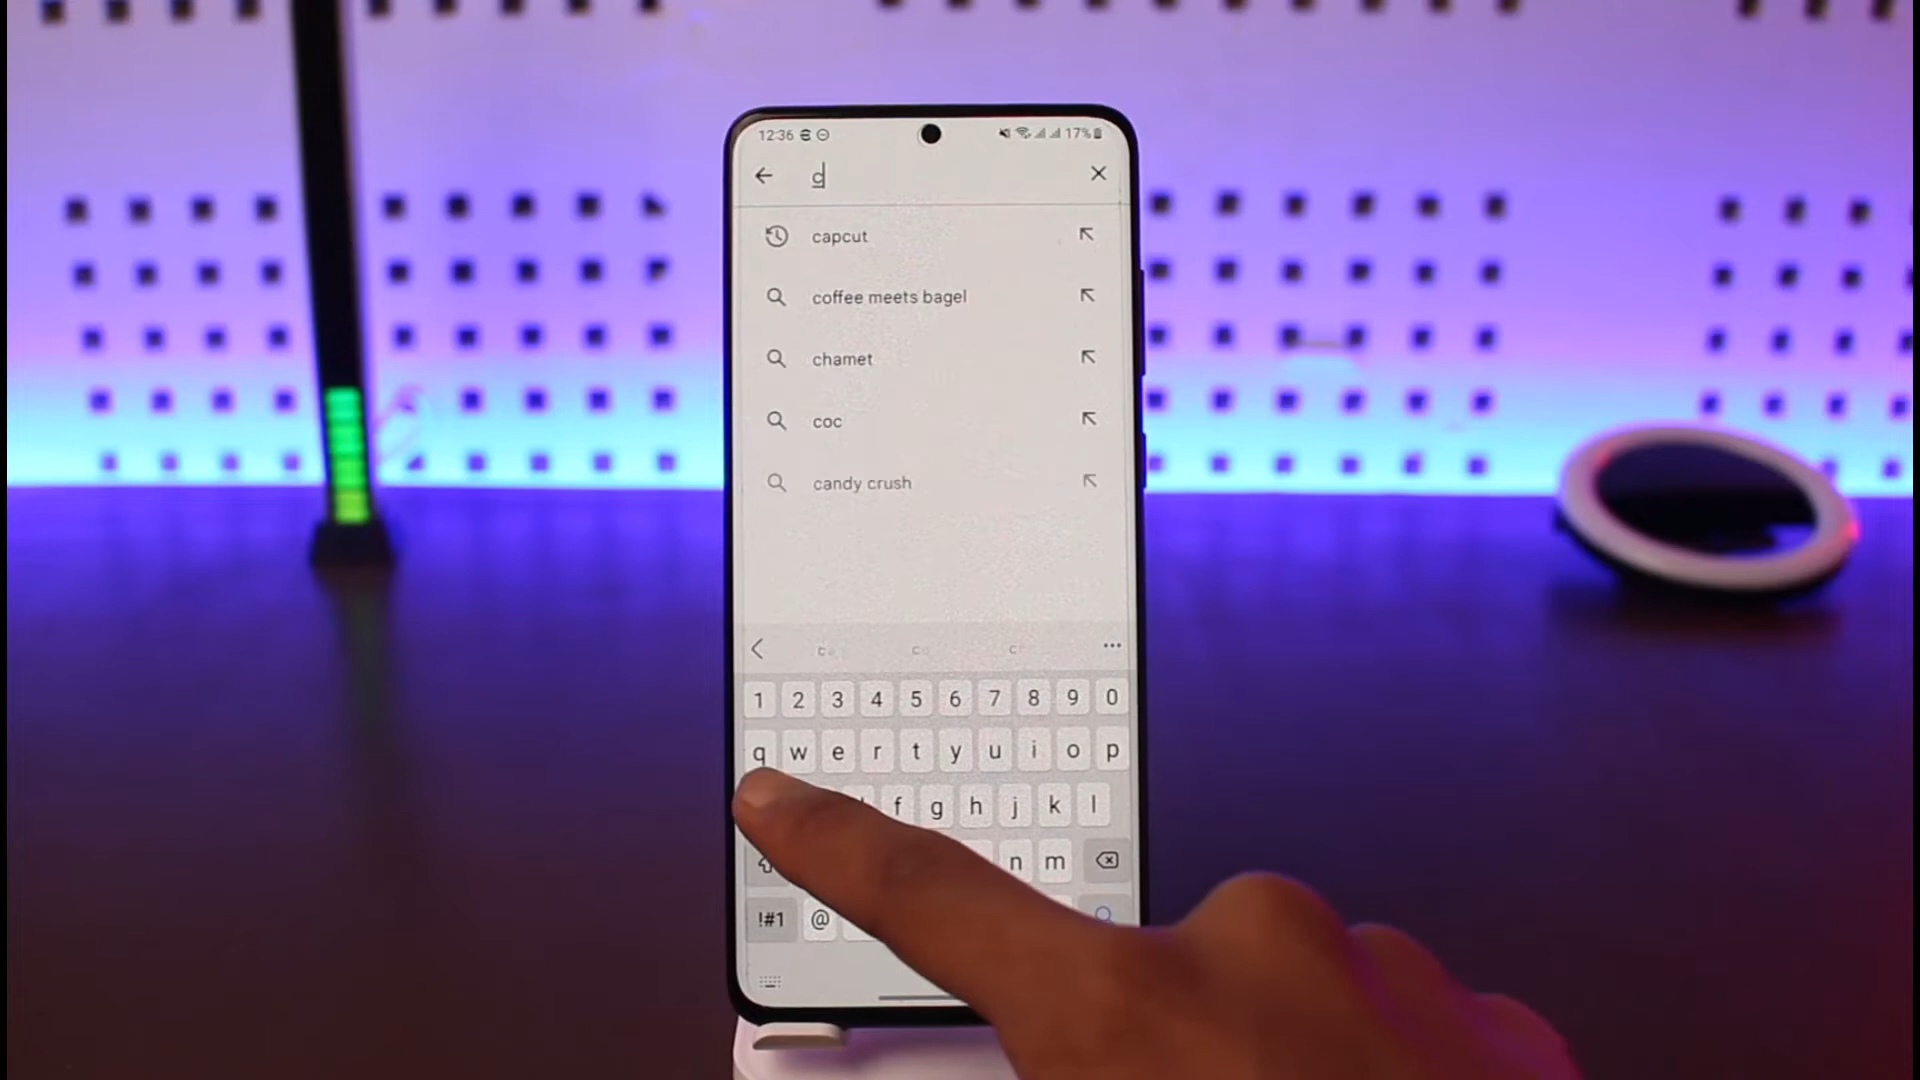 12:36 17%
c
capcut
coffee meets bagel
chamet
coc
candy crush
1 2 3 4 5 6 7 8 9 0
q w e r t y u i o p
f g h j k l
n m
!#1 @